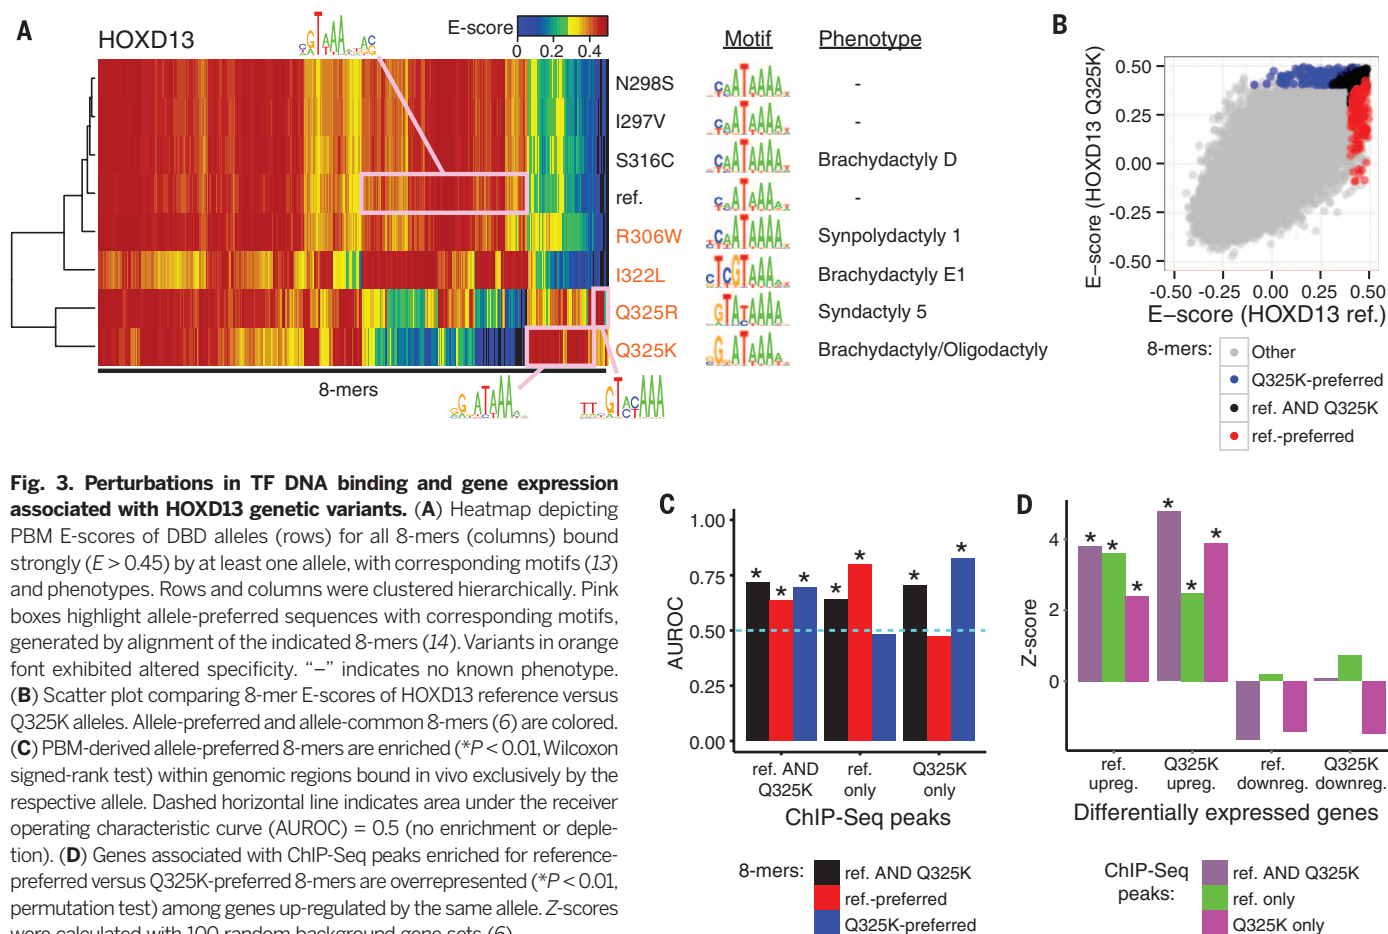 A
HOXD13
E-score
0 0.2 0.4
Motif Phenotype
N298S -
I297V -
S316C Brachydactyly D
ref. -
R306W Synpolydactyly 1
I322L Brachydactyly E1
Q325R Syndactyly 5
Q325K Brachydactyly/Oligodactyly
8-mers
B
E−score (HOXD13 Q325K)
0.50
0.25
0.00
-0.25
-0.50
-0.50 -0.25 0.00 0.25 0.50
E−score (HOXD13 ref.)
8-mers:
Other
Q325K-preferred
ref. AND Q325K
ref.-preferred
Fig. 3. Perturbations in TF DNA binding and gene expression
associated with HOXD13 genetic variants. (A) Heatmap depicting
PBM E-scores of DBD alleles (rows) for all 8-mers (columns) bound
strongly (E > 0.45) by at least one allele, with corresponding motifs (13)
and phenotypes. Rows and columns were clustered hierarchically. Pink
boxes highlight allele-preferred sequences with corresponding motifs,
generated by alignment of the indicated 8-mers (14). Variants in orange
font exhibited altered specificity. “–” indicates no known phenotype.
(B) Scatter plot comparing 8-mer E-scores of HOXD13 reference versus
Q325K alleles. Allele-preferred and allele-common 8-mers (6) are colored.
(C) PBM-derived allele-preferred 8-mers are enriched (*P < 0.01, Wilcoxon
signed-rank test) within genomic regions bound in vivo exclusively by the
respective allele. Dashed horizontal line indicates area under the receiver
operating characteristic curve (AUROC) = 0.5 (no enrichment or deple-
tion). (D) Genes associated with ChIP-Seq peaks enriched for reference-
preferred versus Q325K-preferred 8-mers are overrepresented (*P < 0.01,
permutation test) among genes up-regulated by the same allele. Z-scores
were calculated with 100 random background gene sets (6).
C
AUROC
1.00
0.75
0.50
0.25
0.00
* * * * * * *
ref. AND Q325K
ref. only
Q325K only
ChIP-Seq peaks
8-mers:
ref. AND Q325K
ref.-preferred
Q325K-preferred
D
Z-score
4
2
0
* * * * * *
ref. upreg.
Q325K upreg.
ref. downreg.
Q325K downreg.
Differentially expressed genes
ChIP-Seq peaks:
ref. AND Q325K
ref. only
Q325K only